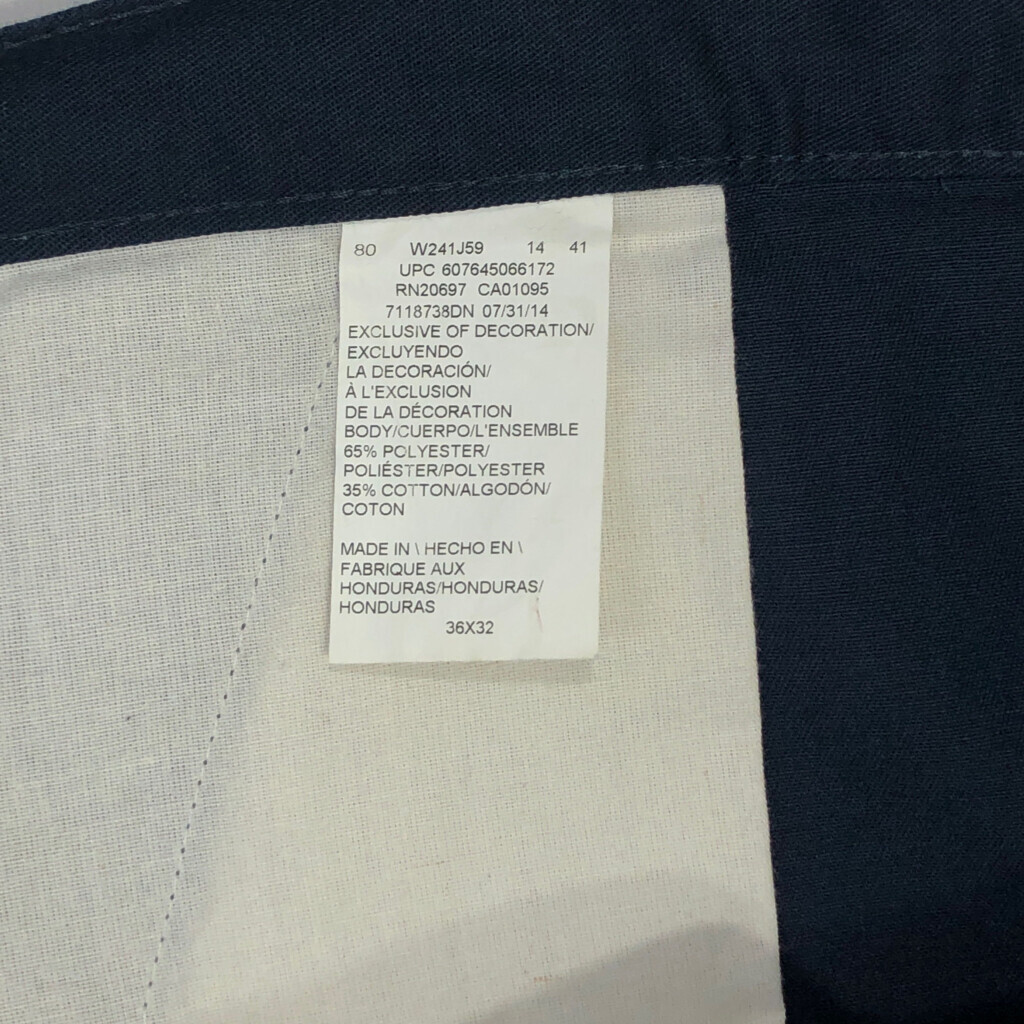 80 W241J59 14 41
UPC 607645066172
RN20697 CA01095
7118738DN 07/31/14
EXCLUSIVE OF DECORATION/
EXCLUYENDO
LA DECORACIÓN/
À L'EXCLUSION
DE LA DÉCORATION
BODY/CUERPO/L'ENSEMBLE
65% POLYESTER/
POLIÉSTER/POLYESTER
35% COTTON/ALGODÓN/
COTON
MADE IN \ HECHO EN \
FABRIQUE AUX
HONDURAS/HONDURAS/
HONDURAS
36X32